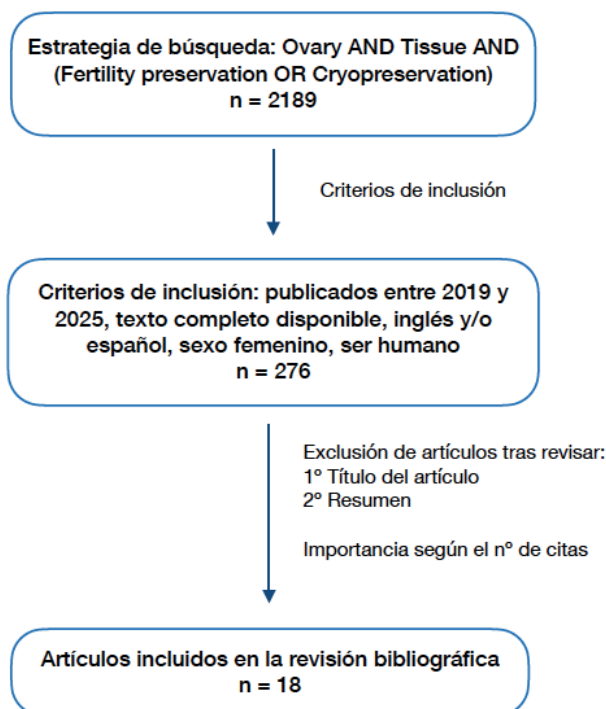 Estrategia de búsqueda: Ovary AND Tissue AND
(Fertility preservation OR Cryopreservation)
n = 2189
Criterios de inclusión
Criterios de inclusión: publicados entre 2019 y
2025, texto completo disponible, inglés y/o
español, sexo femenino, ser humano
n = 276
Exclusión de artículos tras revisar:
1º Título del artículo
2º Resumen
Importancia según el nº de citas
Artículos incluidos en la revisión bibliográfica
n = 18